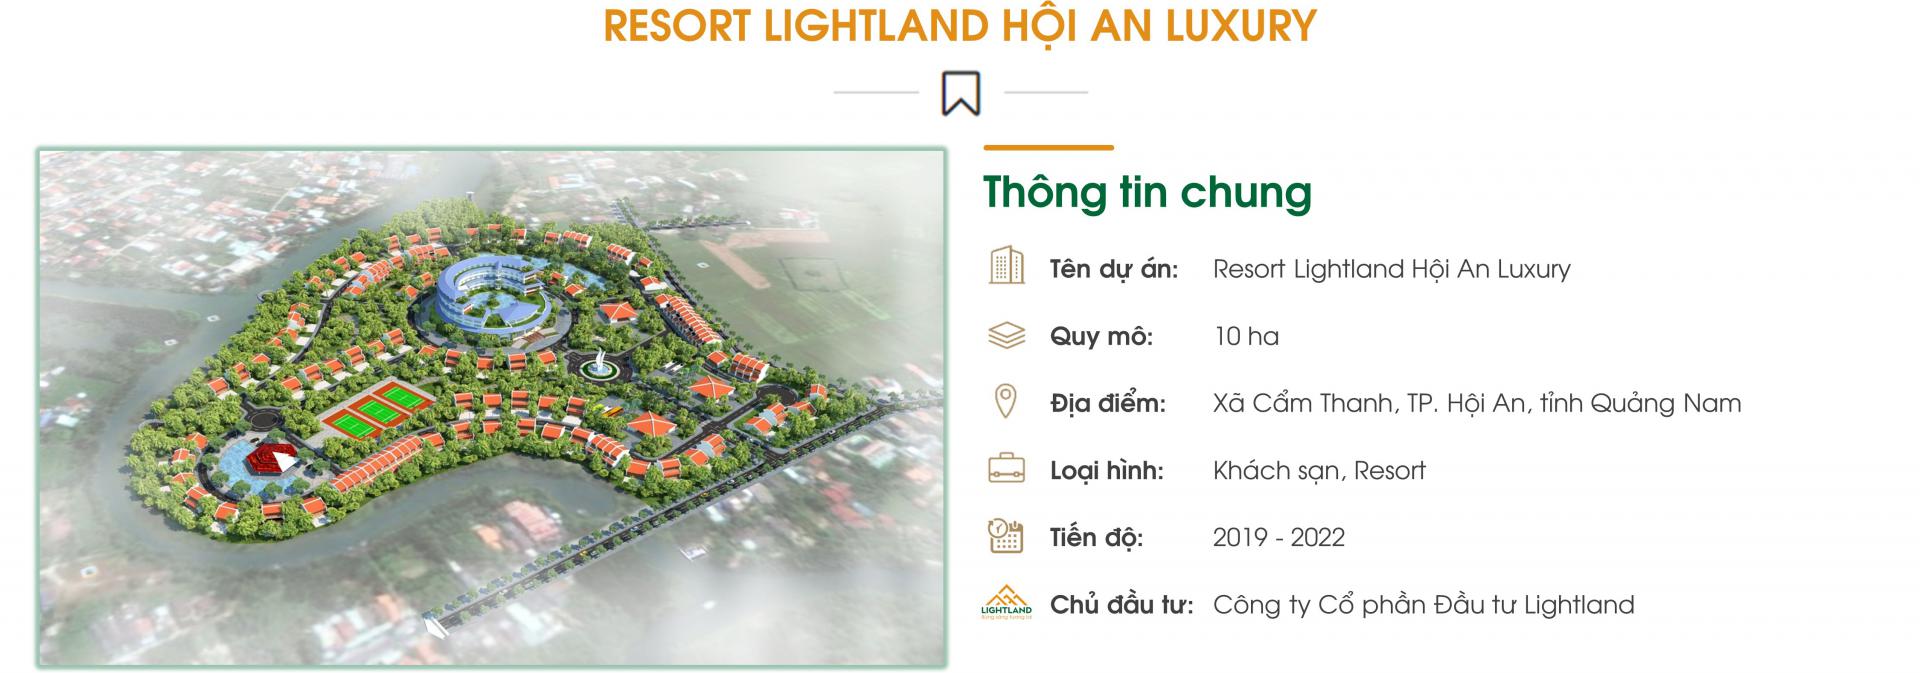 RESORT LIGHTLAND HỘI AN LUXURY
Thông tin chung
Tên dự án: Resort Lightland Hội An Luxury
Quy mô: 10 ha
Địa điểm: Xã Cẩm Thanh, TP. Hội An, tỉnh Quảng Nam
Loại hình: Khách sạn, Resort
Tiến độ: 2019 - 2022
LIGHTLAND
Chủ đầu tư: Công ty Cổ phần Đầu tư Lightland